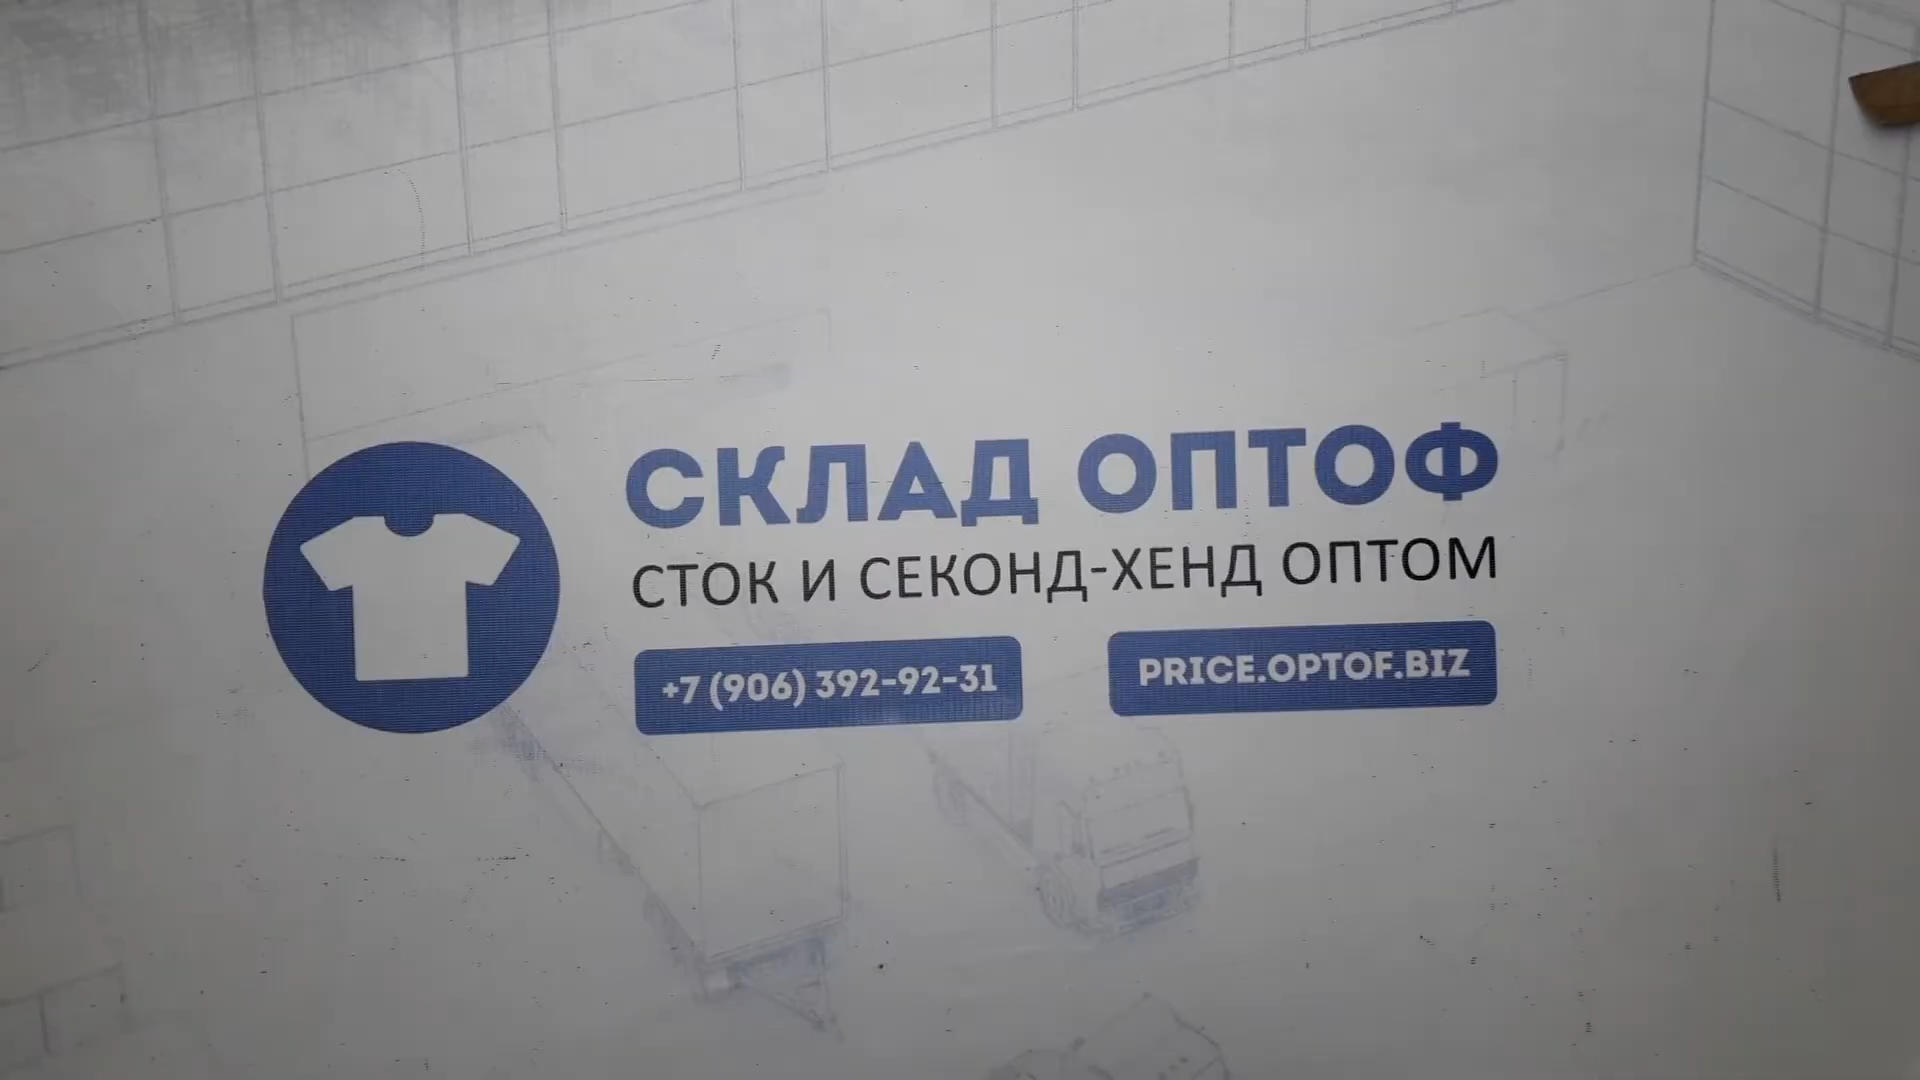 СКЛАД ОПТОФ
СТОК И СЕКОНД-ХЕНД ОПТОМ
+7 (906) 392-92-31
PRICE.OPTOF.BIZ